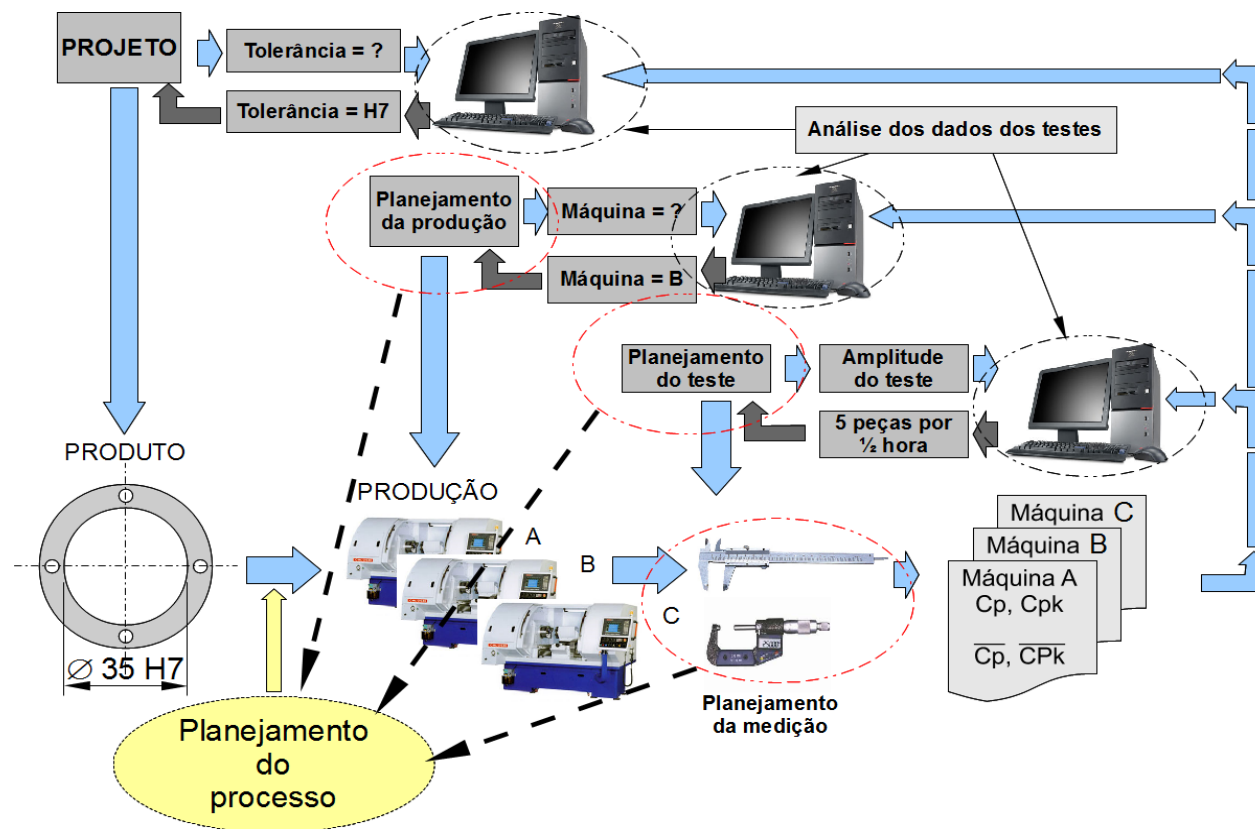 PROJETO
Tolerância = ?
Tolerância = H7
Análise dos dados dos testes
Planejamento
da produção
Máquina = ?
Máquina = B
Planejamento
do teste
Amplitude
do teste
5 peças por
½ hora
PRODUTO
∅ 35 H7
PRODUÇÃO
A
B
C
Planejamento
da medição
Máquina C
Máquina B
Máquina A
Cp, Cpk
C̅p̅, C̅P̅k̅
Planejamento
do
processo